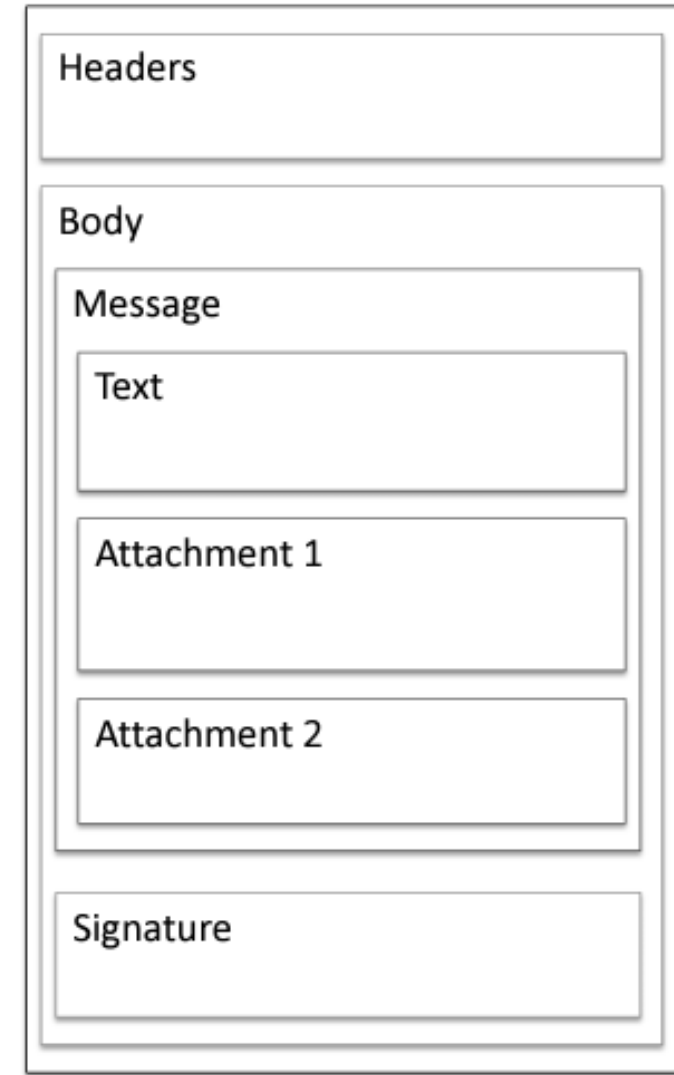 Headers
Body
Message
Text
Attachment 1
Attachment 2
Signature